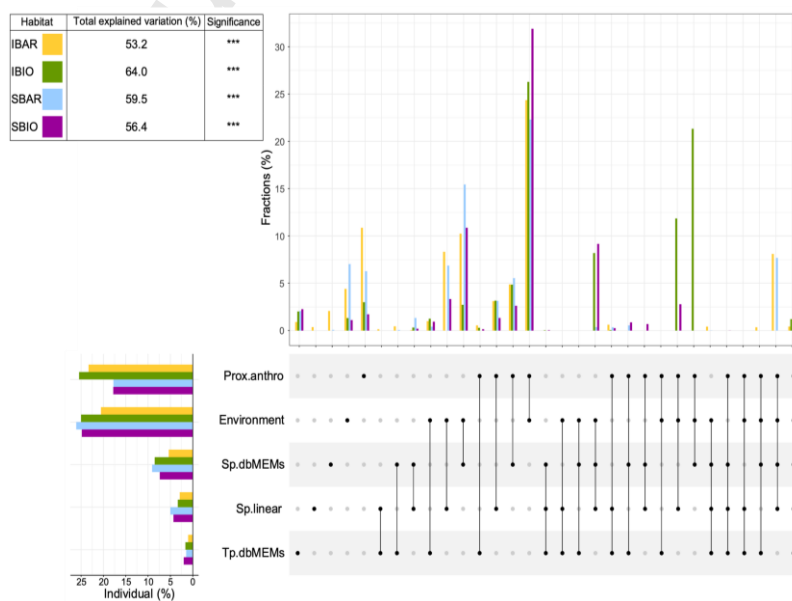 Habitat Total explained variation (%) Significance
IBAR 53.2 ***
IBIO 64.0 ***
SBAR 59.5 ***
SBIO 56.4 ***
Fractions (%)
30
25
20
15
10
5
0
Prox.anthro
Environment
Sp.dbMEMs
Sp.linear
Tp.dbMEMs
25 20 15 10 5 0
Individual (%)